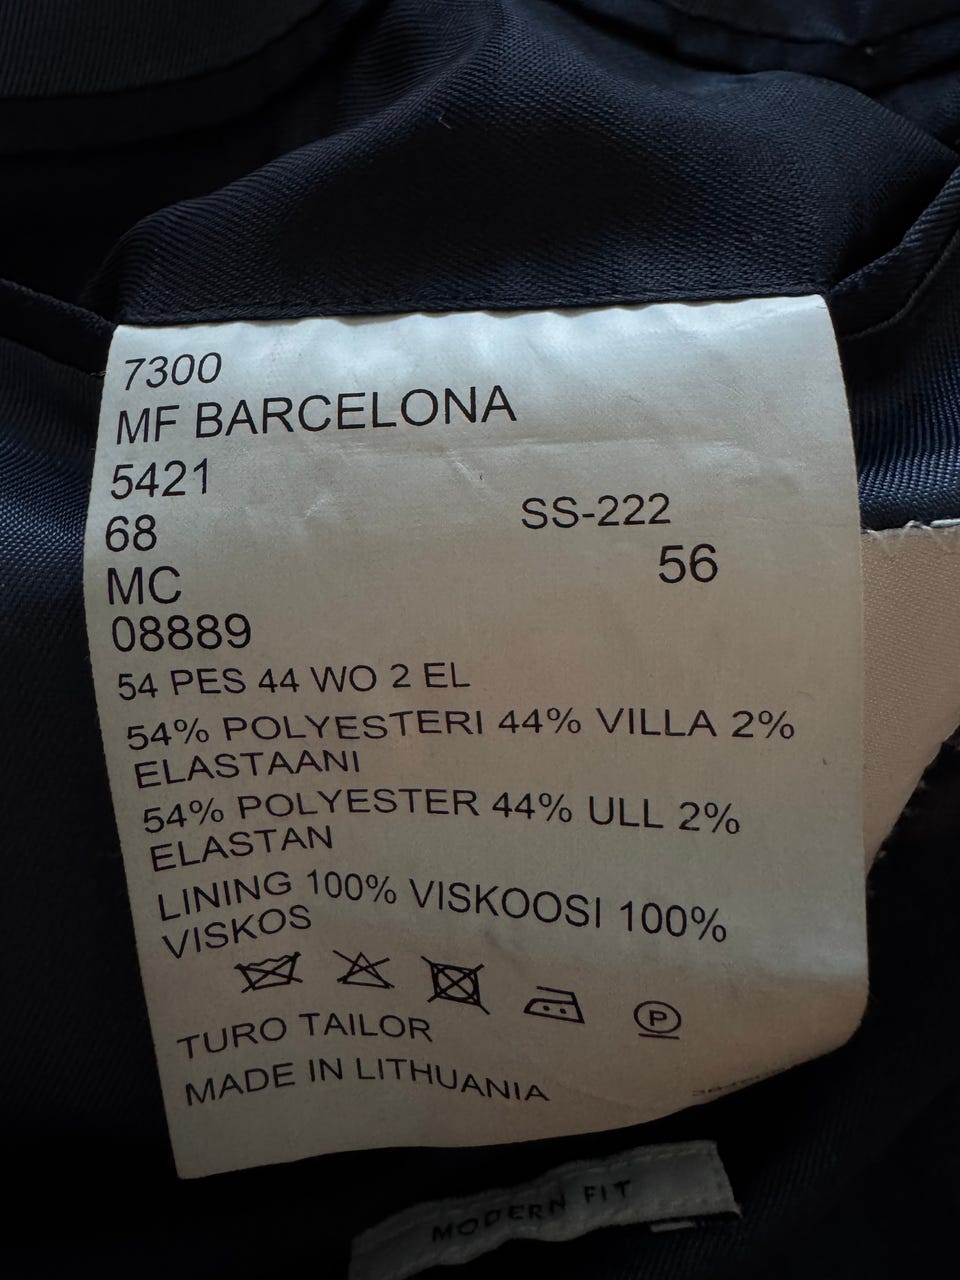 7300
MF BARCELONA
5421
68 SS-222
MC 56
08889
54 PES 44 WO 2 EL
54% POLYESTERI 44% VILLA 2%
ELASTAANI
54% POLYESTER 44% ULL 2%
ELASTAN
LINING 100% VISKOOSI 100%
VISKOS
P
TURO TAILOR
MADE IN LITHUANIA
MODERN FIT